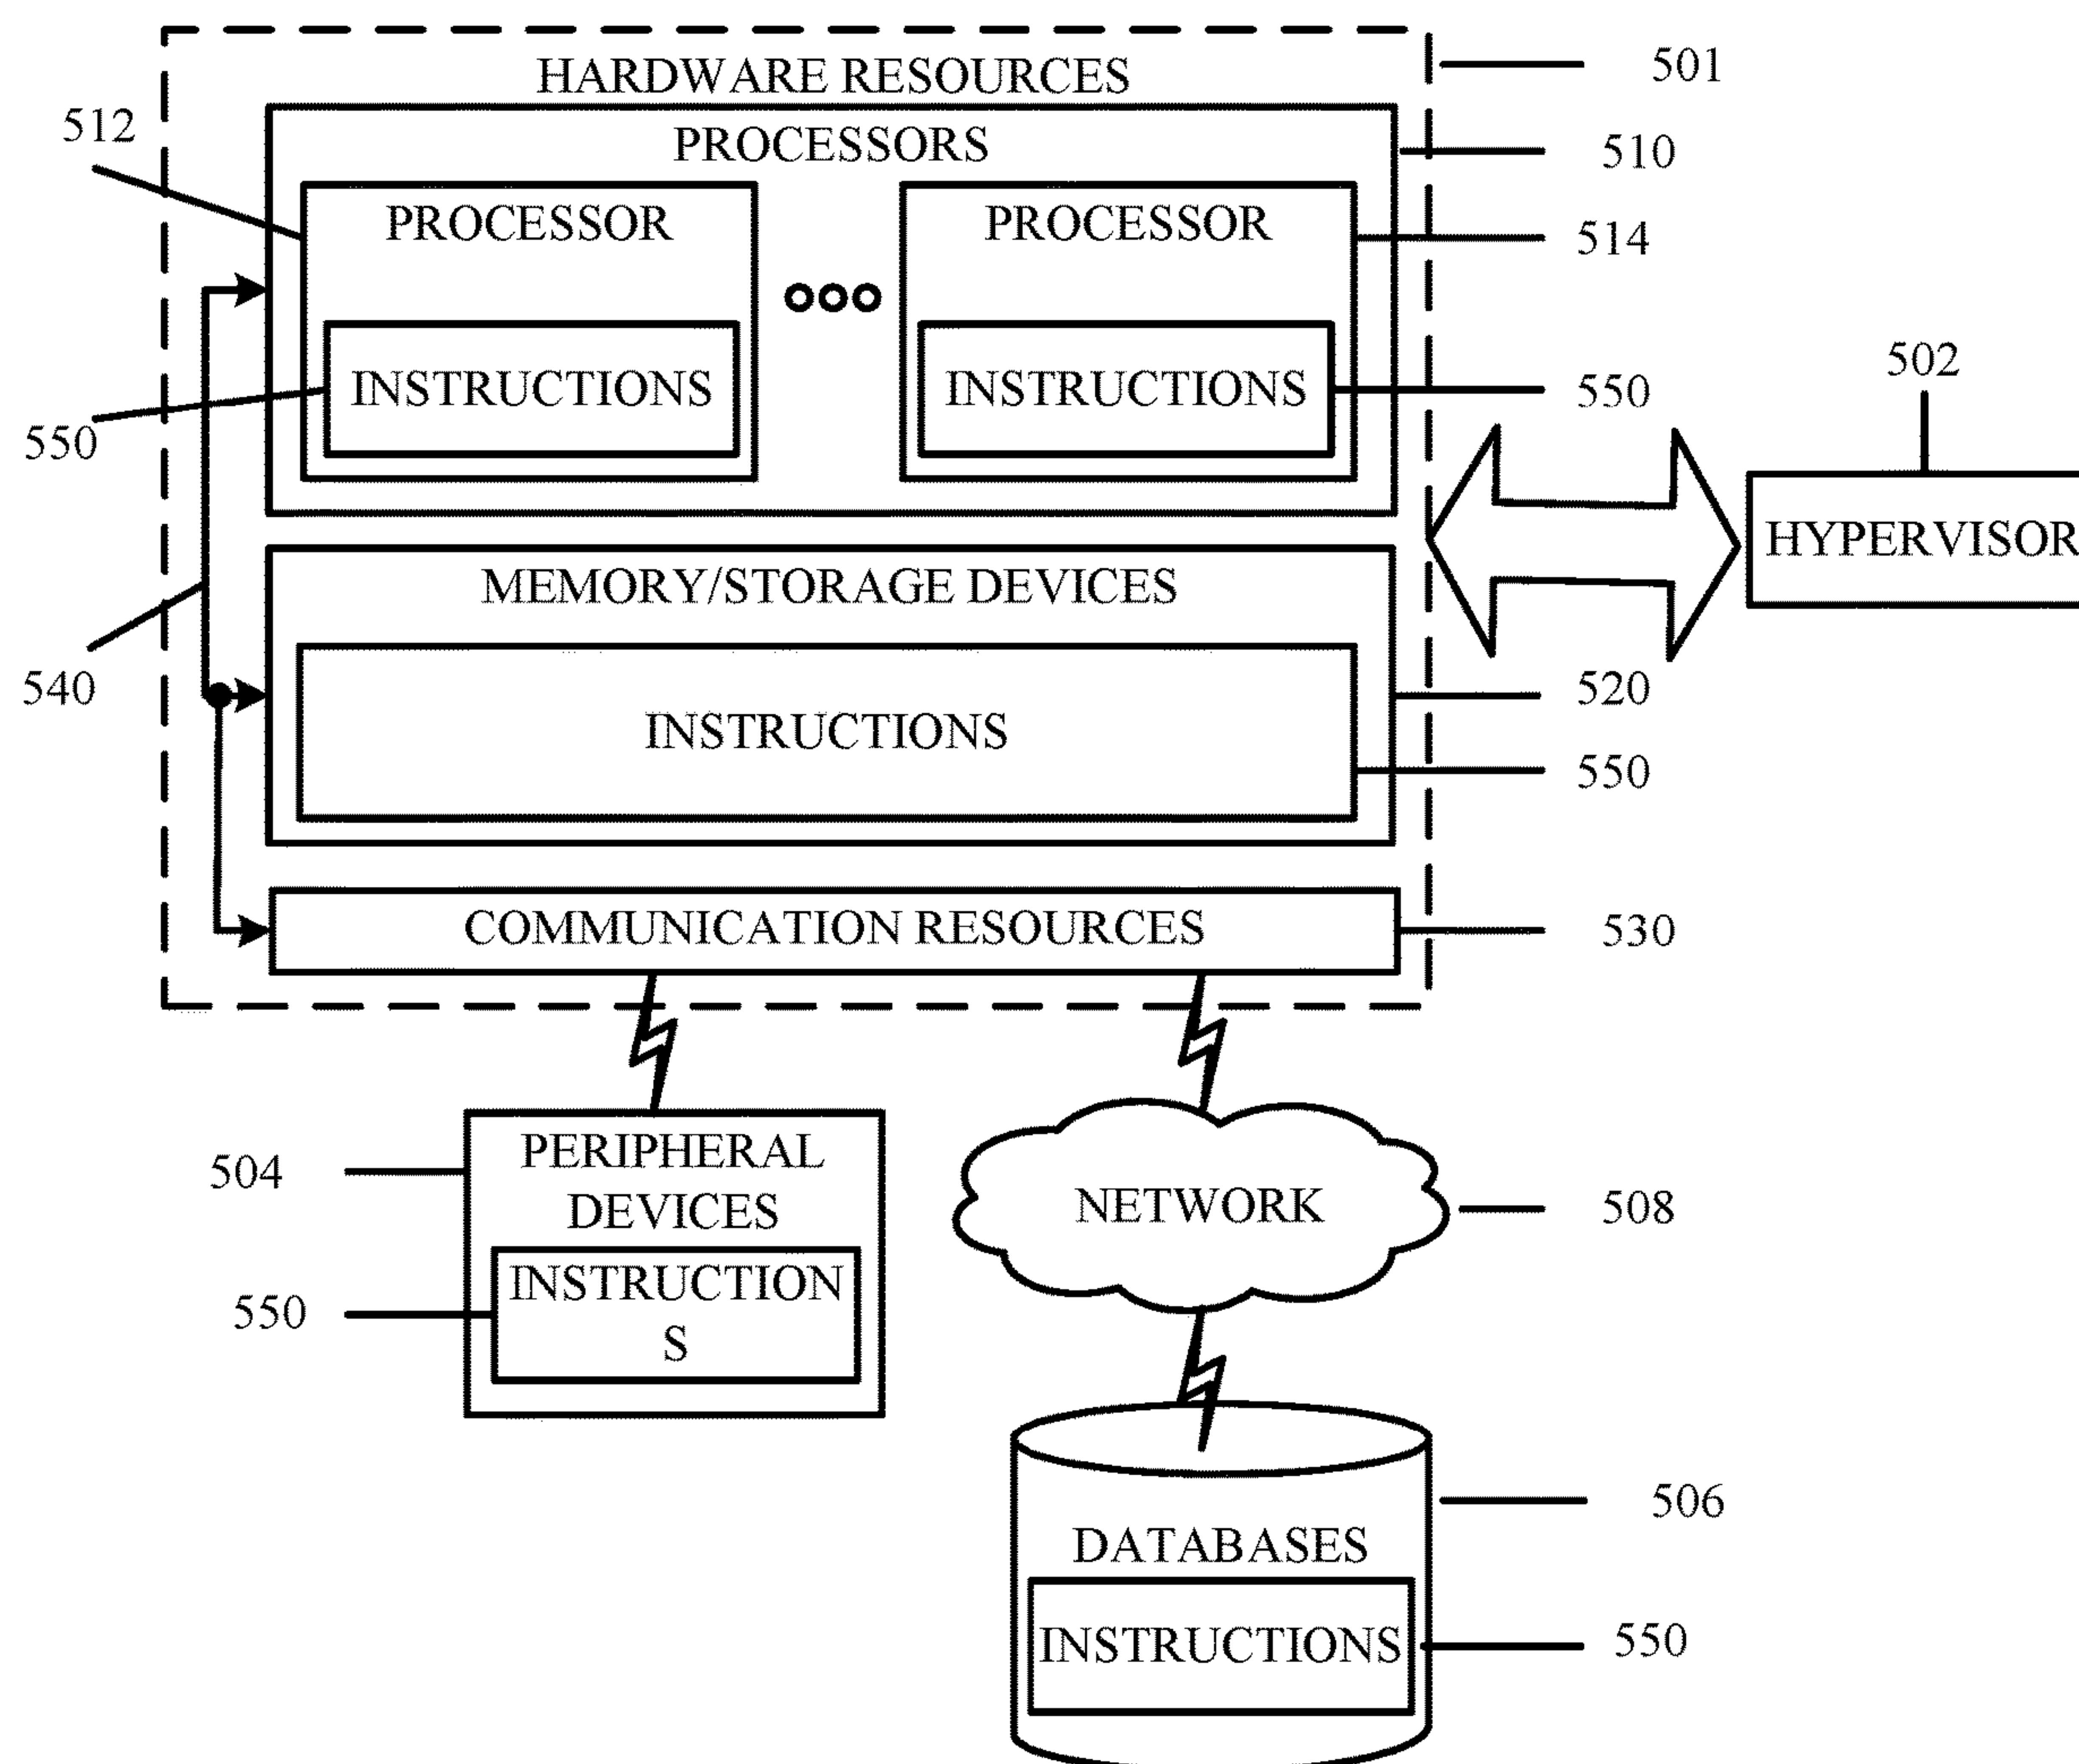 HARDWARE RESOURCES
501
512
PROCESSORS
510
PROCESSOR
PROCESSOR
514
INSTRUCTIONS
INSTRUCTIONS
550
550
502
HYPERVISOR
MEMORY/STORAGE DEVICES
540
520
INSTRUCTIONS
550
COMMUNICATION RESOURCES
530
504
PERIPHERAL
DEVICES
NETWORK
508
550
INSTRUCTION
S
506
DATABASES
INSTRUCTIONS
550